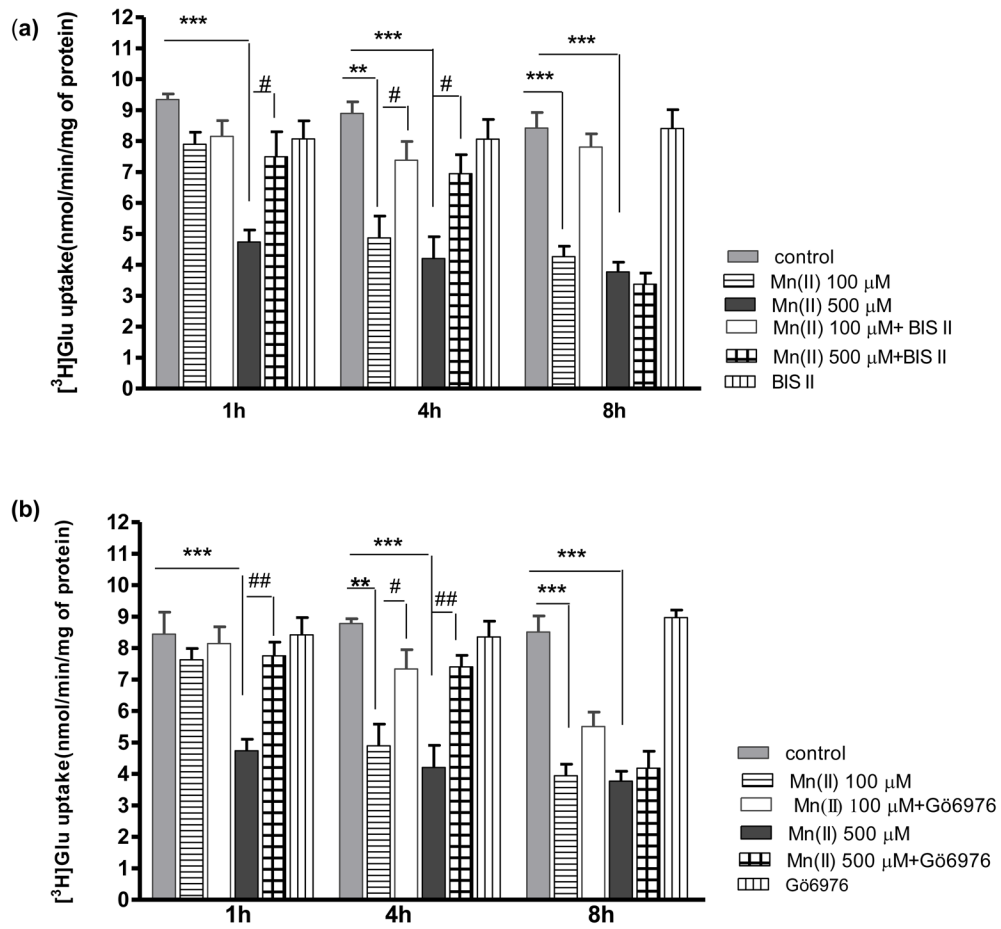 (a)
[³H]Glu uptake(nmol/min/mg of protein)
12
11
10
9
8
7
6
5
4
3
2
1
0
***
#
**
***
#
#
***
***
1h
4h
8h
control
Mn(II) 100 µM
Mn(II) 500 µM
Mn(II) 100 µM+ BIS II
Mn(II) 500 µM+BIS II
BIS II
(b)
[³H]Glu uptake(nmol/min/mg of protein)
12
11
10
9
8
7
6
5
4
3
2
1
0
***
##
**
***
#
##
***
***
1h
4h
8h
control
Mn(II) 100 µM
Mn(II) 100 µM+Gö6976
Mn(II) 500 µM
Mn(II) 500 µM+Gö6976
Gö6976